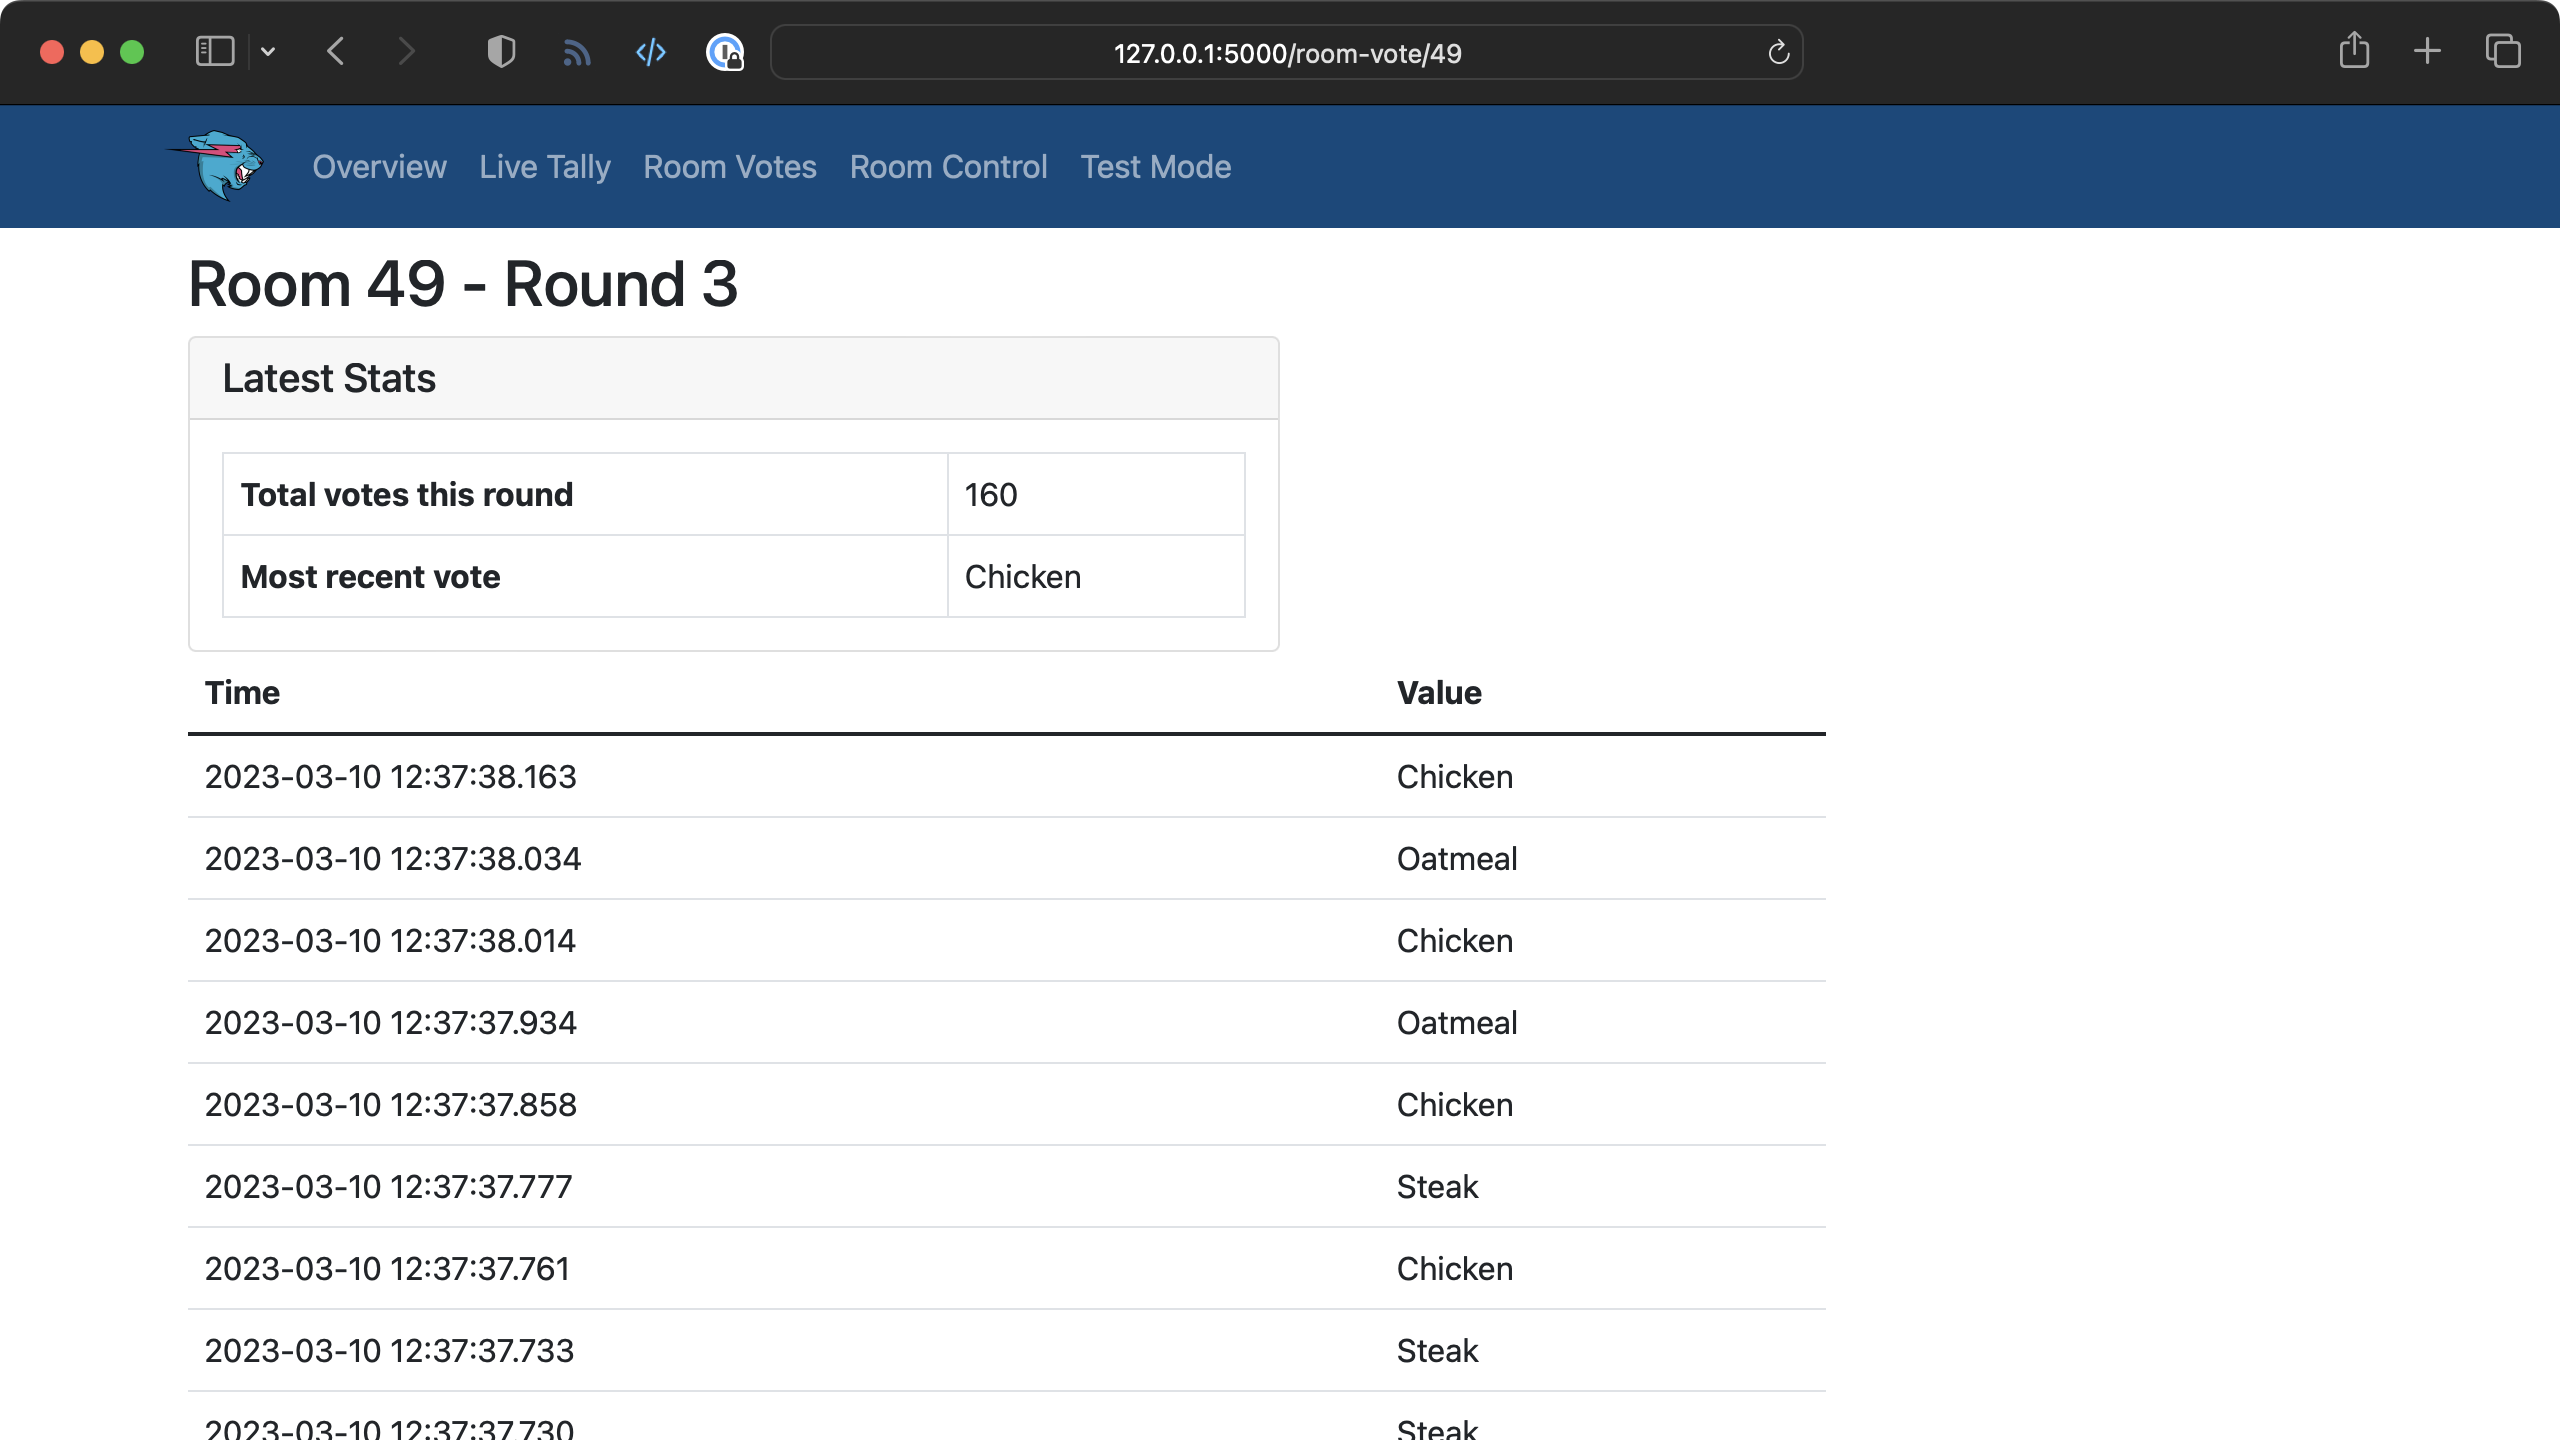 127.0.0.1:5000/room-vote/49
Overview Live Tally Room Votes Room Control Test Mode
Room 49 - Round 3
Latest Stats
Total votes this round 160
Most recent vote Chicken
Time Value
2023-03-10 12:37:38.163 Chicken
2023-03-10 12:37:38.034 Oatmeal
2023-03-10 12:37:38.014 Chicken
2023-03-10 12:37:37.934 Oatmeal
2023-03-10 12:37:37.858 Chicken
2023-03-10 12:37:37.777 Steak
2023-03-10 12:37:37.761 Chicken
2023-03-10 12:37:37.733 Steak
2023-03-10 12:37:37.730 Steak